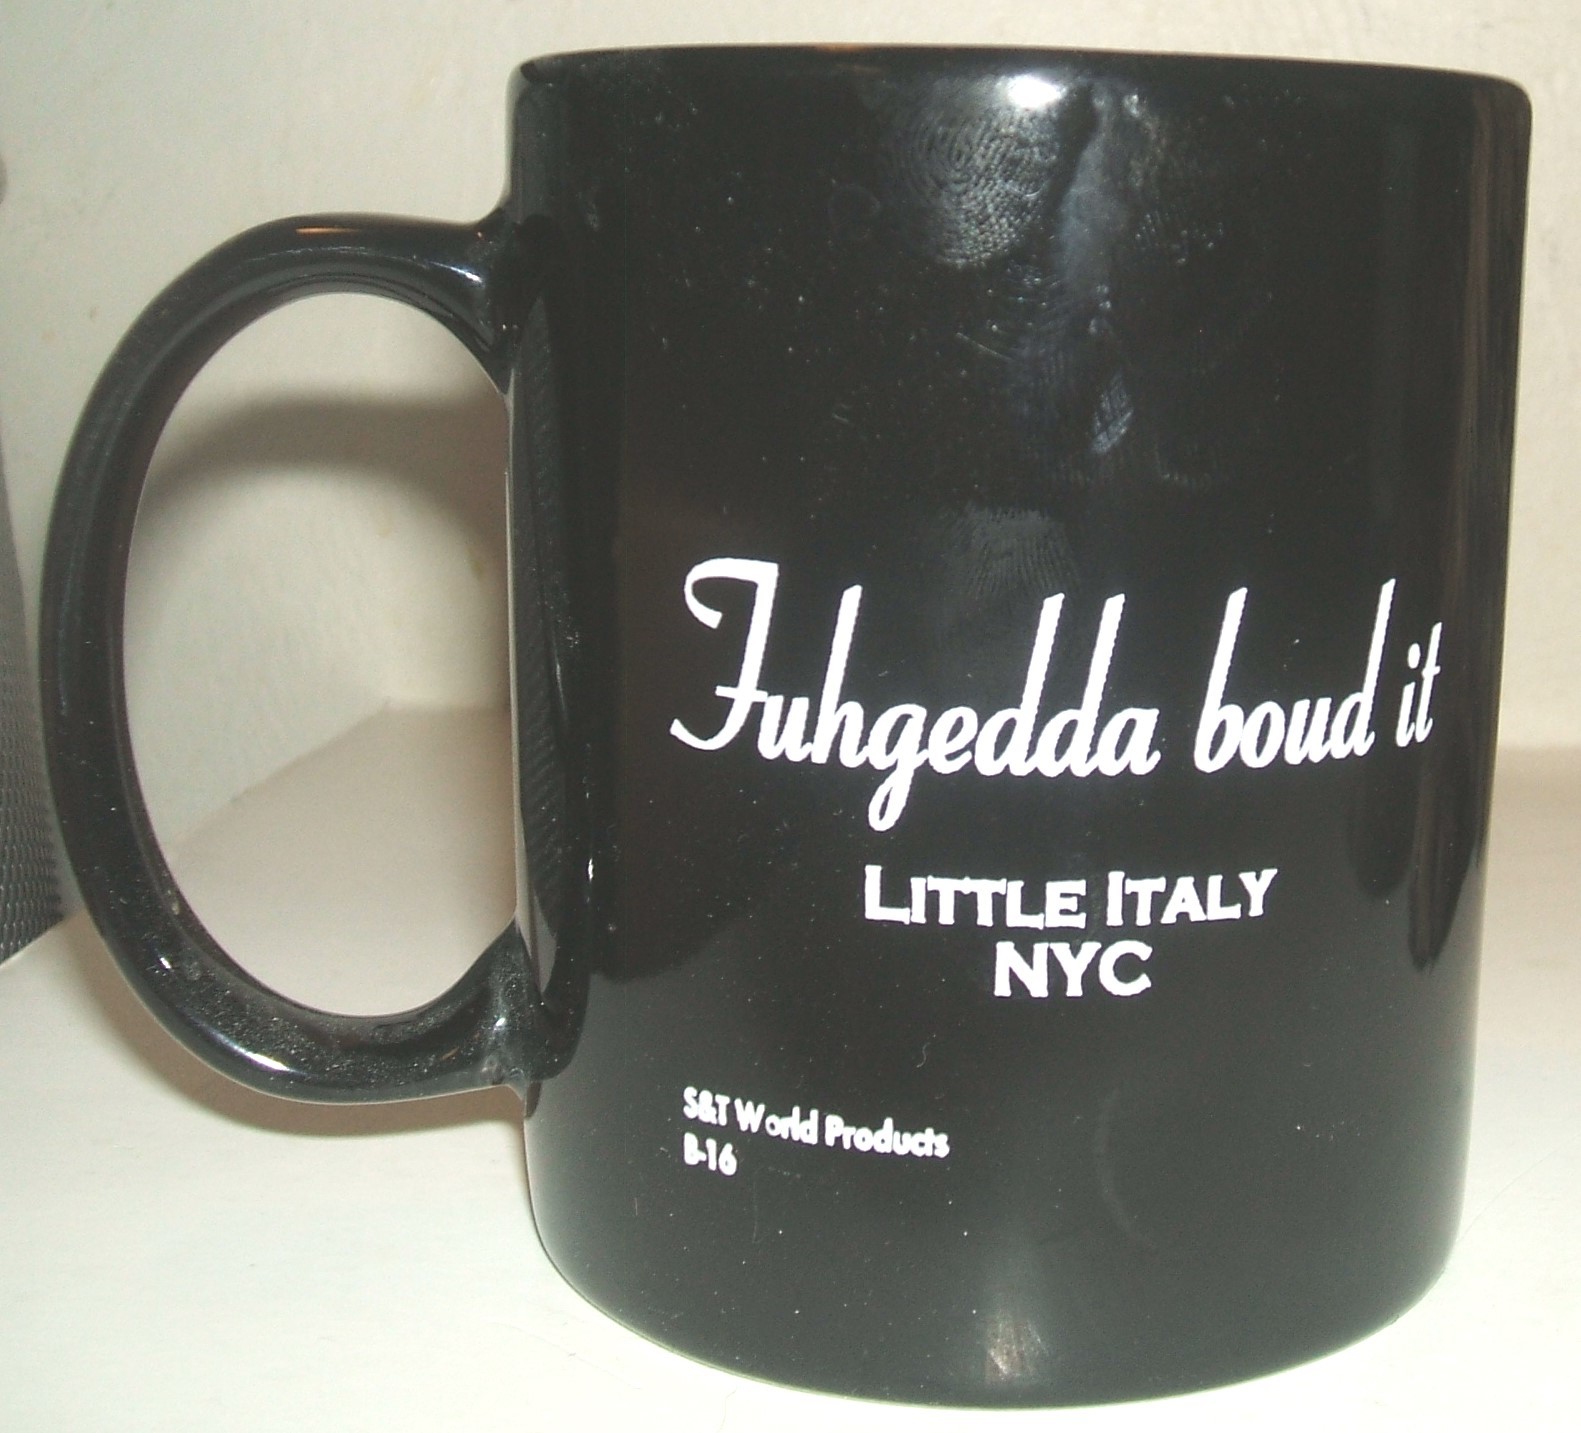 Fuhgedda boud it
LITTLE ITALY
NYC
S&T World Products
B-16